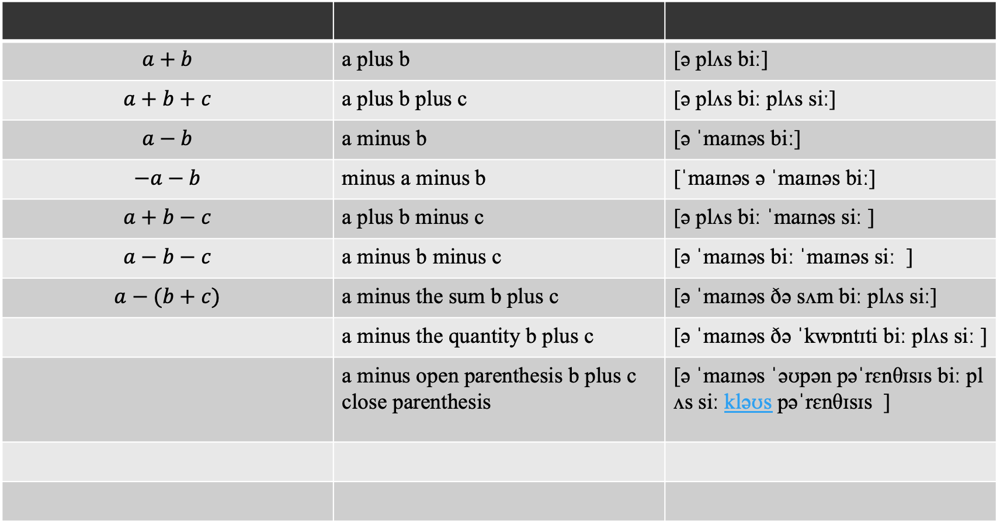 a + b	a plus b	[ə plʌs biː]
a + b + c	a plus b plus c	[ə plʌs biː plʌs siː]
a − b	a minus b	[ə ˈmaɪnəs biː]
−a − b	minus a minus b	[ˈmaɪnəs ə ˈmaɪnəs biː]
a + b − c	a plus b minus c	[ə plʌs biː ˈmaɪnəs siː ]
a − b − c	a minus b minus c	[ə ˈmaɪnəs biː ˈmaɪnəs siː  ]
a − (b + c)	a minus the sum b plus c	[ə ˈmaɪnəs ðə sʌm biː plʌs siː]
a minus the quantity b plus c	[ə ˈmaɪnəs ðə ˈkwɒntɪti biː plʌs siː ]
a minus open parenthesis b plus c
close parenthesis
[ə ˈmaɪnəs ˈəʊpən pəˈrɛnθɪsɪs biː pl
ʌs siː kləʊs pəˈrɛnθɪsɪs  ]